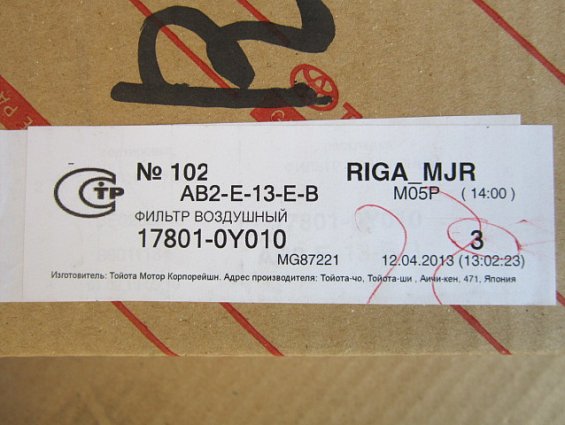 № 102 RIGA_MJR
AB2-E-13-E-B M05P (14:00)
ФИЛЬТР ВОЗДУШНЫЙ
17801-0Y010 3
MG87221 12.04.2013 (13:02:23)
Изготовитель: Тойота Мотор Корпорейшн. Адрес производителя: Тойота-чо, Тойота-ши , Аичи-кен, 471, Япония